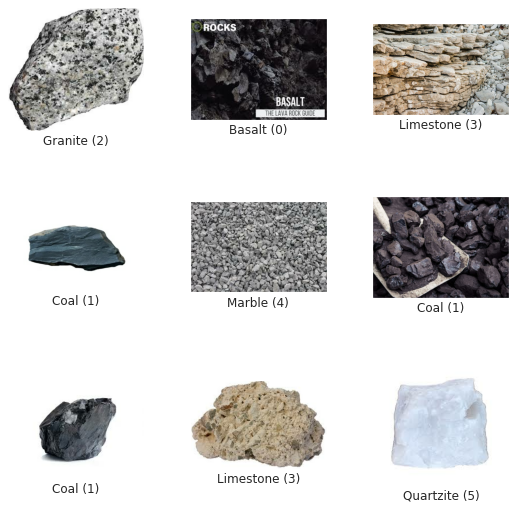 ROCKS
BASALT
THE LAVA ROCK GUIDE
Granite (2)
Basalt (0)
Limestone (3)
Coal (1)
Marble (4)
Coal (1)
Coal (1)
Limestone (3)
Quartzite (5)